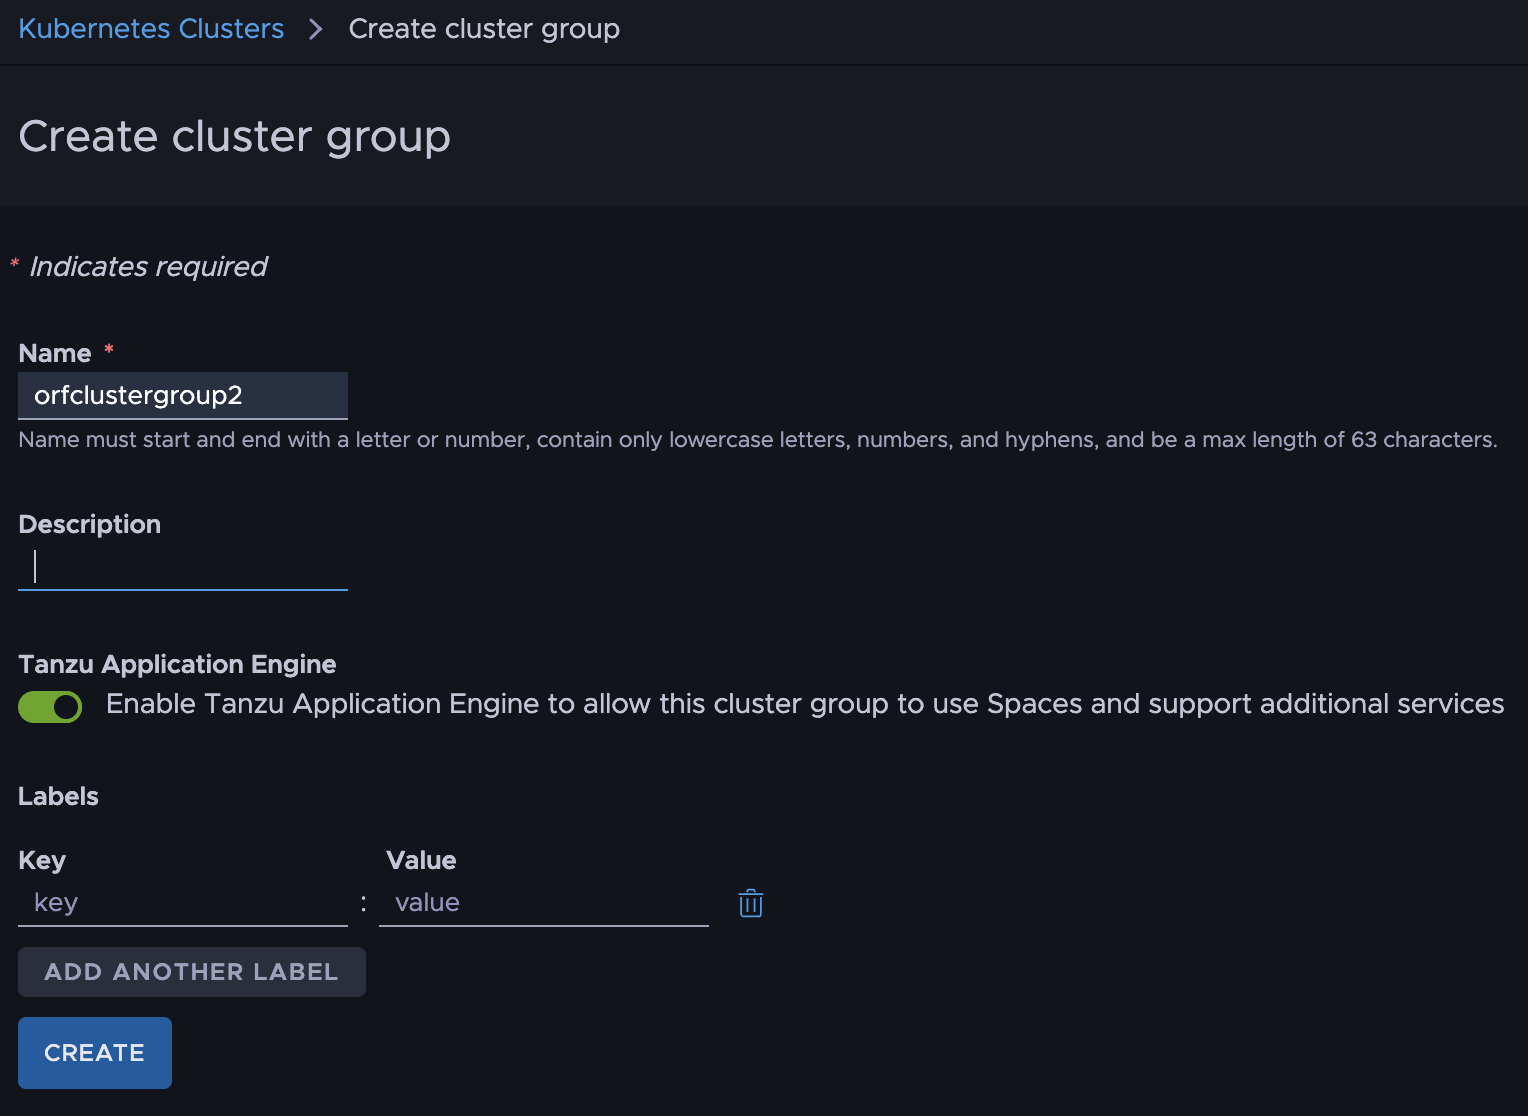 Kubernetes Clusters > Create cluster group
Create cluster group
* Indicates required
Name *
orfclustergroup2
Name must start and end with a letter or number, contain only lowercase letters, numbers, and hyphens, and be a max length of 63 characters.
Description
Tanzu Application Engine
Enable Tanzu Application Engine to allow this cluster group to use Spaces and support additional services
Labels
Key Value
key : value
ADD ANOTHER LABEL
CREATE